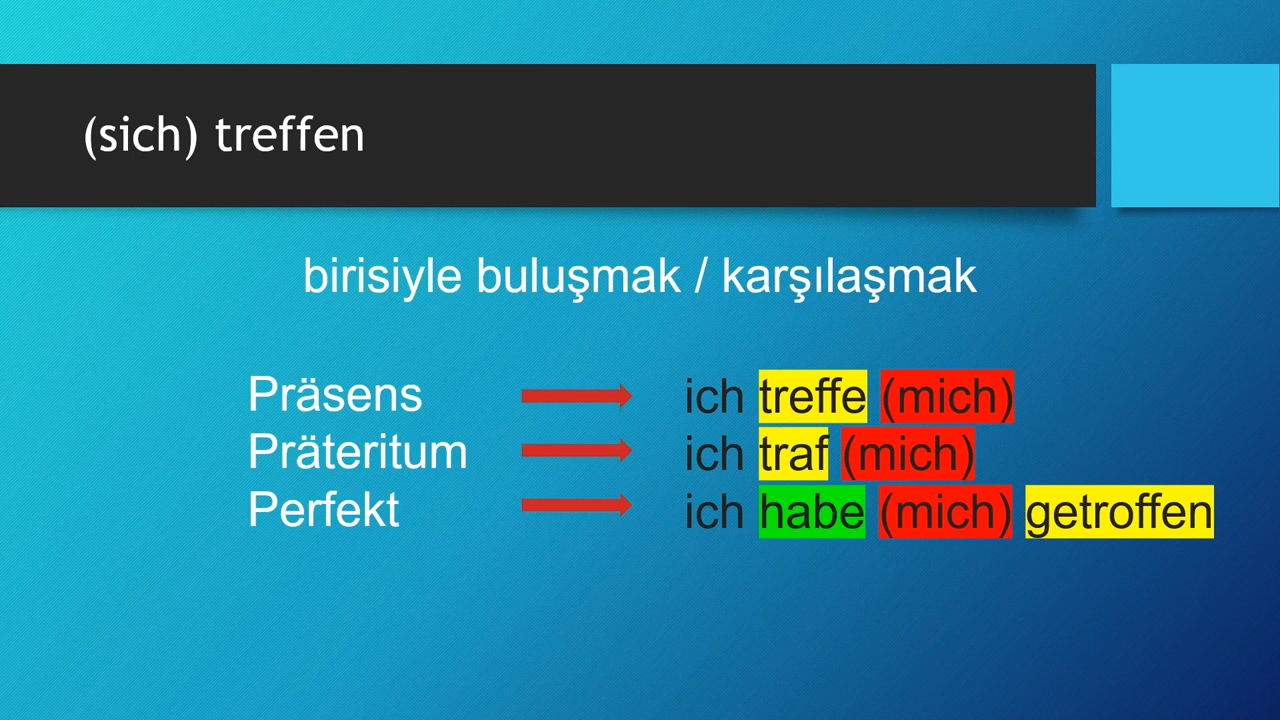 (sich) treffen
birisiyle buluşmak / karşılaşmak
Präsens ich treffe (mich)
Präteritum ich traf (mich)
Perfekt ich habe (mich) getroffen